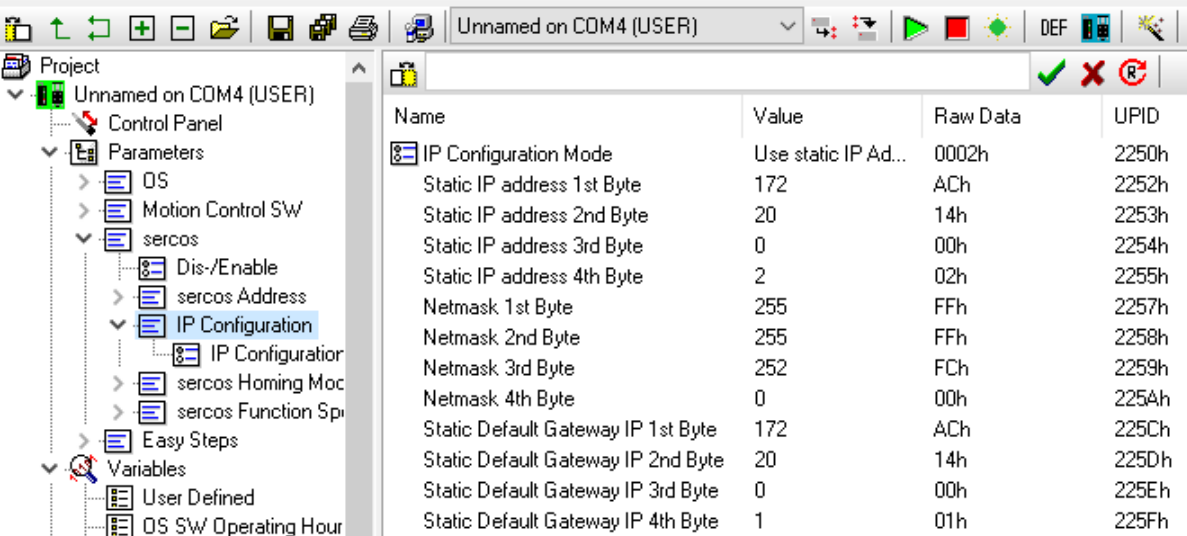 Unnamed on COM4 (USER) DEF
Project
Unnamed on COM4 (USER)
Control Panel
Parameters
OS
Motion Control SW
sercos
Dis-/Enable
sercos Address
IP Configuration
IP Configuration
sercos Homing Moc
sercos Function Spe
Easy Steps
Variables
User Defined
OS SW Operating Hour
R
Name Value Raw Data UPID
IP Configuration Mode Use static IP Ad... 0002h 2250h
Static IP address 1st Byte 172 ACh 2252h
Static IP address 2nd Byte 20 14h 2253h
Static IP address 3rd Byte 0 00h 2254h
Static IP address 4th Byte 2 02h 2255h
Netmask 1st Byte 255 FFh 2257h
Netmask 2nd Byte 255 FFh 2258h
Netmask 3rd Byte 252 FCh 2259h
Netmask 4th Byte 0 00h 225Ah
Static Default Gateway IP 1st Byte 172 ACh 225Ch
Static Default Gateway IP 2nd Byte 20 14h 225Dh
Static Default Gateway IP 3rd Byte 0 00h 225Eh
Static Default Gateway IP 4th Byte 1 01h 225Fh